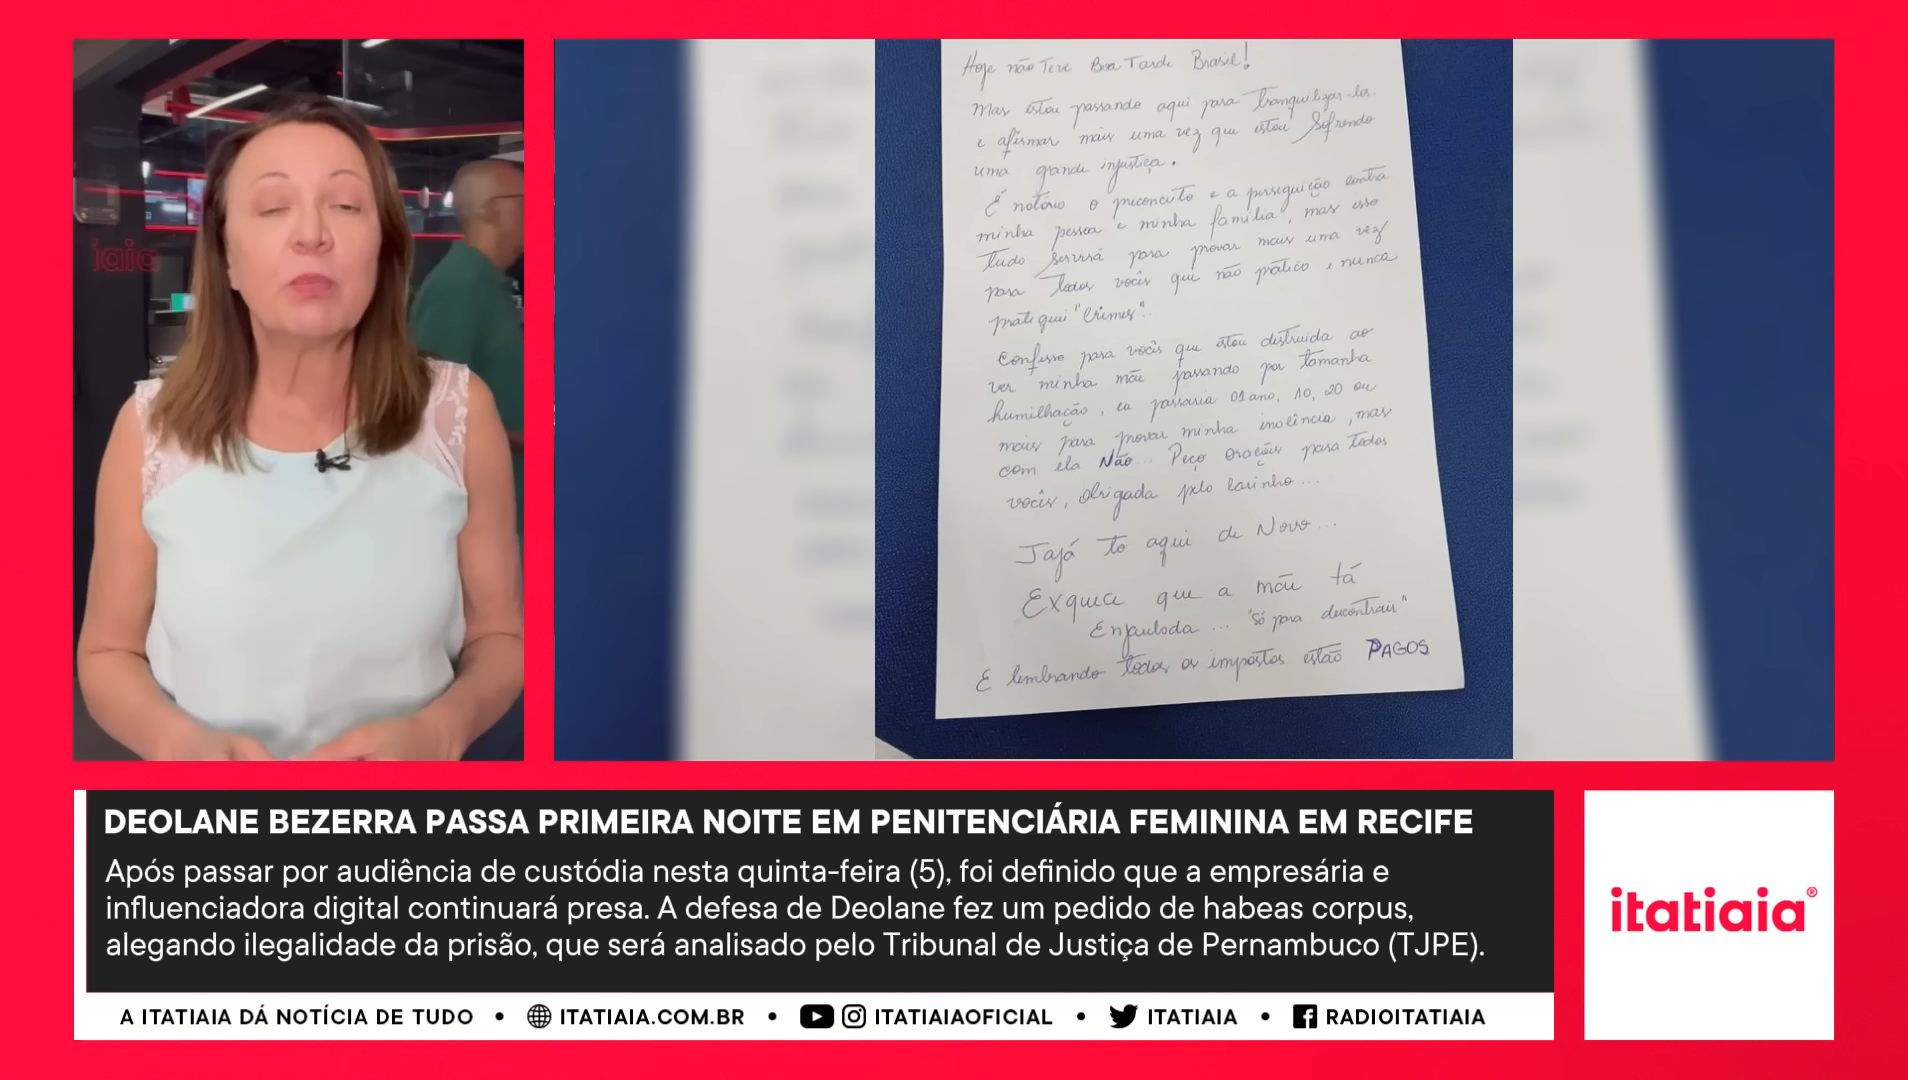 Hoje não Teve Boa Tarde Brasil!
Mas estou passando aqui para Tranquilizar-los
e afirmar mais uma vez que estou Sofrendo
uma grande injustiça.
É notório o preconceito e a perseguição contra
minha pessoa e minha família, mas isso
tudo servirá para provar mais uma vez
para todos vocês que não pratico e nunca
pratiquei "Crimes".
Confesso para vocês que estou distruida ao
ver minha mãe passando por tamanha
humilhação, eu passaria 01 ano, 10, 20 ou
mais para provar minha inocência, mas
com ela Não... Peço orações para todos
vocês, obrigada pelo carinho...
Jajá to aqui de Novo...
Exquece que a mãe tá
Enjaulada... "Só para descontrair"
E lembrando todos os impostos estão PAGOS
iaia
DEOLANE BEZERRA PASSA PRIMEIRA NOITE EM PENITENCIÁRIA FEMININA EM RECIFE
Após passar por audiência de custódia nesta quinta-feira (5), foi definido que a empresária e
influenciadora digital continuará presa. A defesa de Deolane fez um pedido de habeas corpus,
alegando ilegalidade da prisão, que será analisado pelo Tribunal de Justiça de Pernambuco (TJPE).
itatiaia®
A ITATIAIA DÁ NOTÍCIA DE TUDO • ITATIAIA.COM.BR • ITATIAIAOFICIAL • ITATIAIA • RADIOITATIAIA